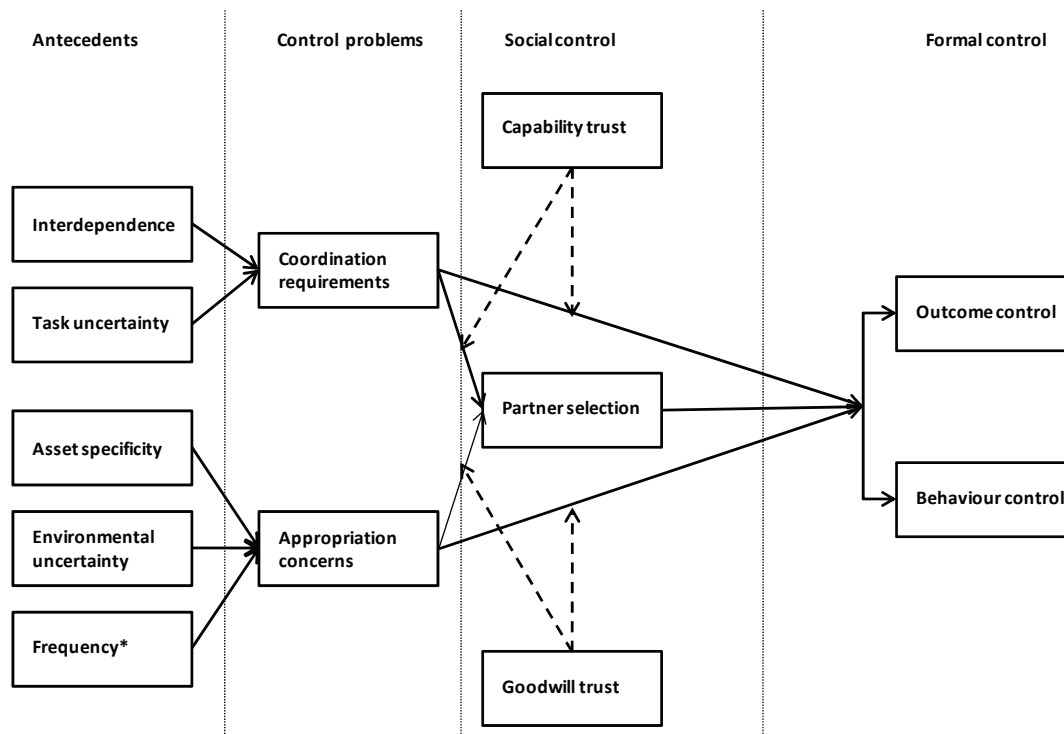 Antecedents
Control problems
Social control
Formal control
Capability trust
Interdependence
Coordination
requirements
Task uncertainty
Outcome control
Partner selection
Asset specificity
Behaviour control
Environmental
uncertainty
Appropriation
concerns
Frequency*
Goodwill trust